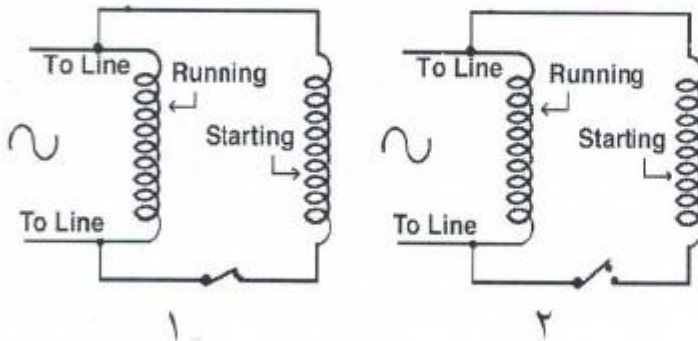 To Line
Running
Starting
To Line
١
To Line
Running
Starting
To Line
٢